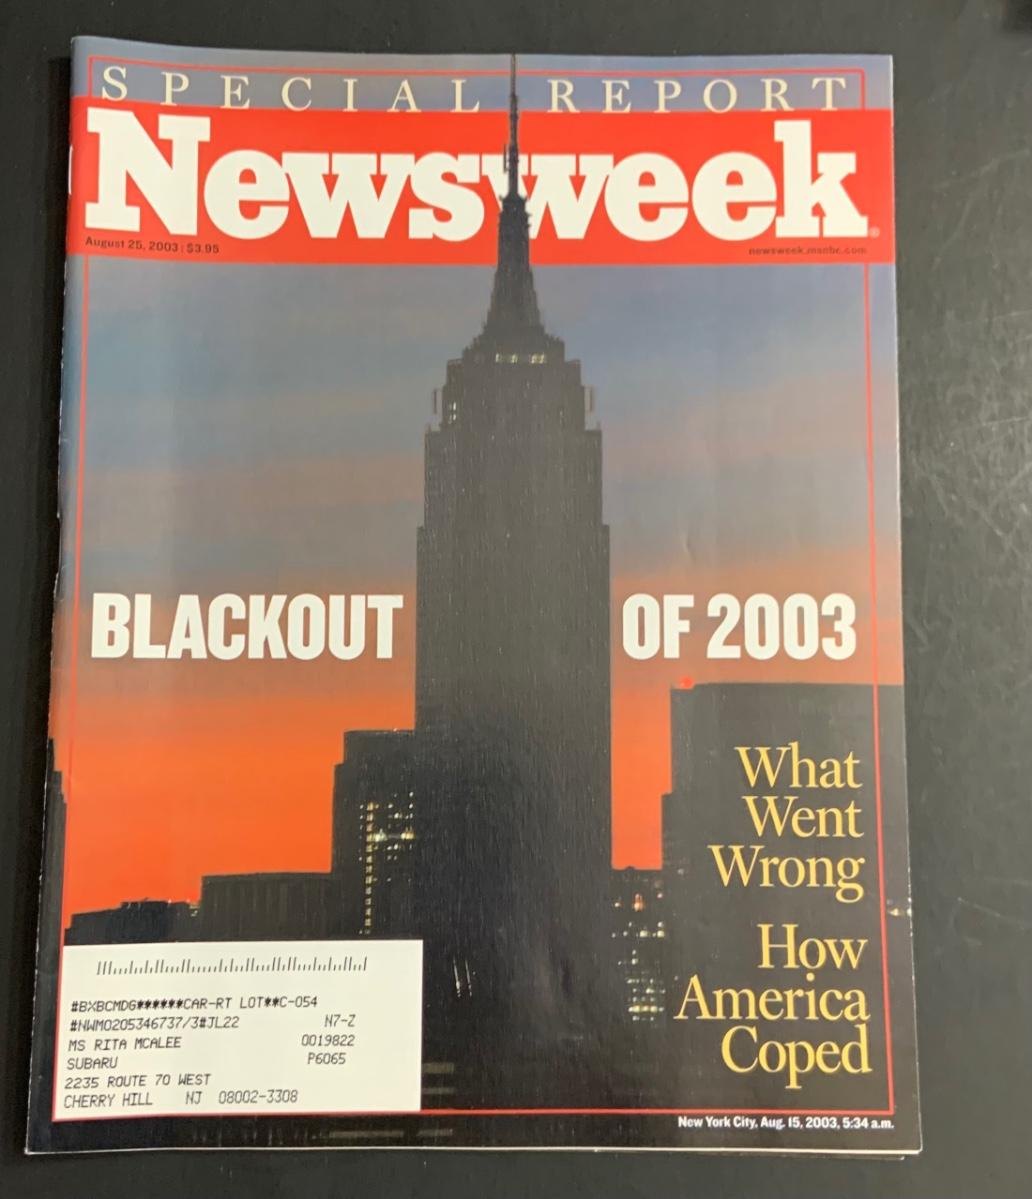 SPECIAL REPORT
Newsweek®
August 25, 2003 | $3.95
newsweek.msnbc.com
BLACKOUT OF 2003
What
Went
Wrong
How
America
Coped
#BXBCMDG******CAR-RT LOT**C-054
#NWM0205346737/3#JL22 N7-Z
MS RITA MCALEE 0019822
SUBARU P6065
2235 ROUTE 70 WEST
CHERRY HILL NJ 08002-3308
New York City, Aug. 15, 2003, 5:34 a.m.